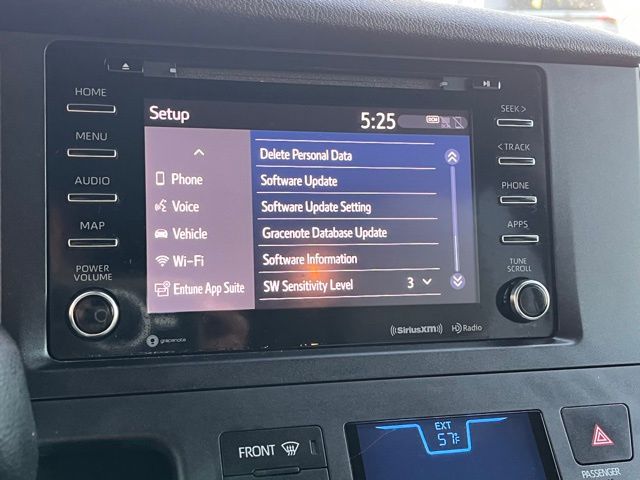 HOME
MENU
AUDIO
MAP
POWER
VOLUME
Setup
5:25
DCM
Phone
Voice
Vehicle
Wi-Fi
Entune App Suite
Delete Personal Data
Software Update
Software Update Setting
Gracenote Database Update
Software Information
SW Sensitivity Level 3
SEEK >
< TRACK
PHONE
APPS
TUNE
SCROLL
gracenote
SiriusXM
HD Radio
FRONT
EXT
57°F
PASSENGER